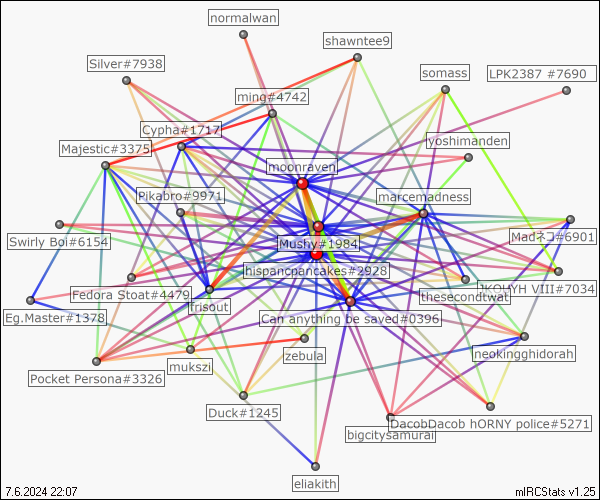 normalwan
shawntee9
Silver#7938
somass
LPK2387 #7690
ming#4742
Cypha#1717
yoshimanden
Majestic#3375
moonraven
Pikabro#9971
marcemadness
Swirly Boi#6154
Mushy#1984
Madネコ#6901
hispancpancakes#2928
Fedora Stoat#4479
thesecondtwat
JKOHYH VIII#7034
frisout
Eg.Master#1378
Can anything be saved#0396
zebula
neokingghidorah
mukszi
Pocket Persona#3326
Duck#1245
DacobDacob hORNY police#5271
bigcitysamurai
eliakith
7.6.2024 22:07
mIRCStats v1.25